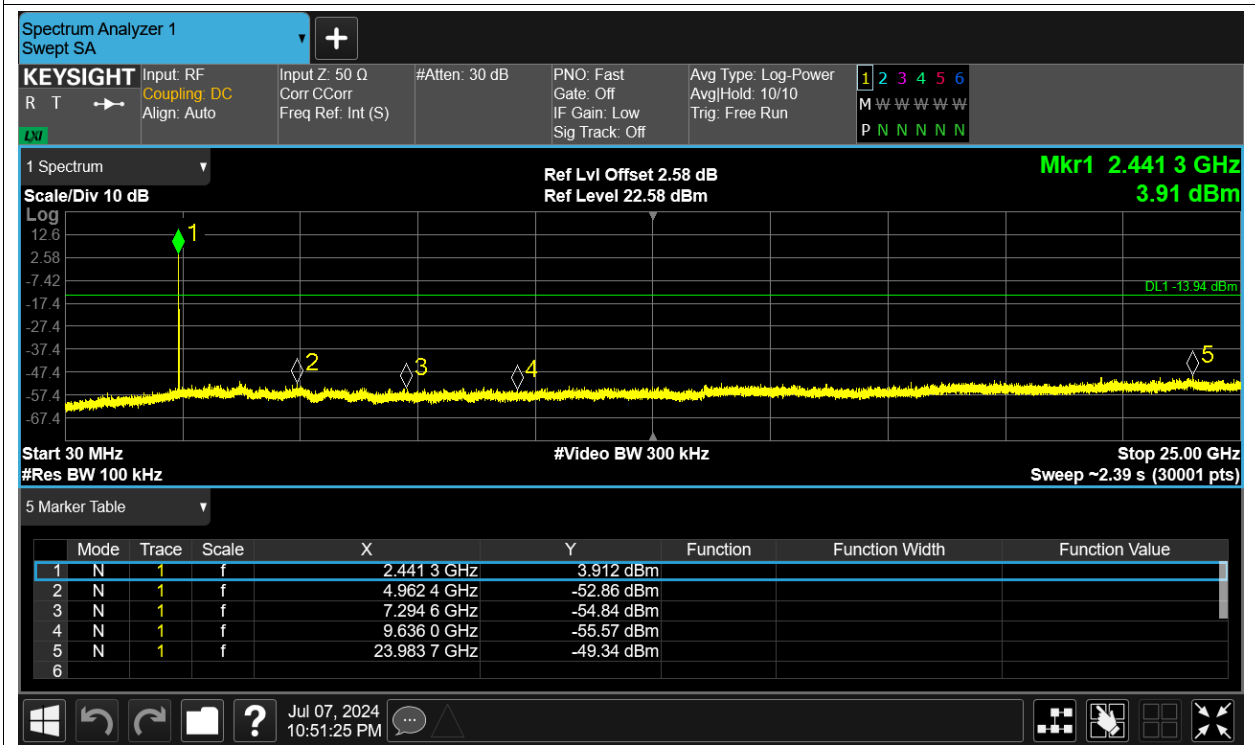 Spectrum Analyzer 1
Swept SA
KEYSIGHT
R T
LXI
Input: RF
Coupling: DC
Align: Auto
Input Z: 50 Ω
Corr CCorr
Freq Ref: Int (S)
#Atten: 30 dB
PNO: Fast
Gate: Off
IF Gain: Low
Sig Track: Off
Avg Type: Log-Power
Avg|Hold: 10/10
Trig: Free Run
1 2 3 4 5 6
M W W W W W
P N N N N N
1 Spectrum
Scale/Div 10 dB
Ref Lvl Offset 2.58 dB
Ref Level 22.58 dBm
Mkr1 2.441 3 GHz
3.91 dBm
Log
12.6
2.58
-7.42
-17.4
-27.4
-37.4
-47.4
-57.4
-67.4
1
2
3
4
5
DL1 -13.94 dBm
Start 30 MHz
#Video BW 300 kHz
Stop 25.00 GHz
#Res BW 100 kHz
Sweep ~2.39 s (30001 pts)
5 Marker Table
Mode Trace Scale X Y Function Function Width Function Value
1 N 1 f 2.441 3 GHz 3.912 dBm
2 N 1 f 4.962 4 GHz -52.86 dBm
3 N 1 f 7.294 6 GHz -54.84 dBm
4 N 1 f 9.636 0 GHz -55.57 dBm
5 N 1 f 23.983 7 GHz -49.34 dBm
6
?
Jul 07, 2024
10:51:25 PM